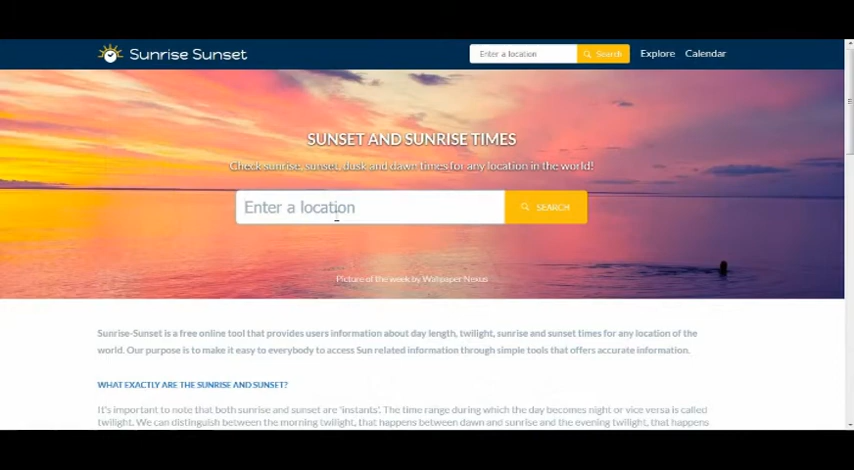 Sunrise Sunset
Enter a location
Search
Explore
Calendar
SUNSET AND SUNRISE TIMES
Check sunrise, sunset, dusk and dawn times for any location in the world!
Enter a location
SEARCH
Picture of the week by Wallpaper Nexus
Sunrise-Sunset is a free online tool that provides users information about day length, twilight, sunrise and sunset times for any location of the
world. Our purpose is to make it easy to everybody to access Sun related information through simple tools that offers accurate information.
WHAT EXACTLY ARE THE SUNRISE AND SUNSET?
It's important to note that both sunrise and sunset are 'instants'. The time range during which the day becomes night or vice versa is called
twilight. We can distinguish between the morning twilight, that happens between dawn and sunrise and the evening twilight, that happens